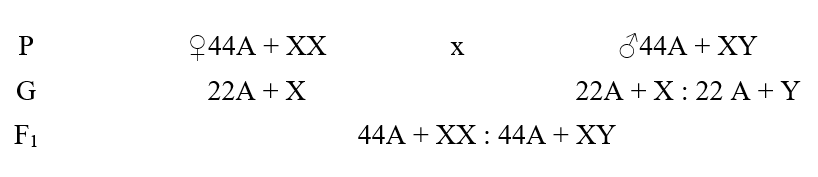 P ♀44A + XX x ♂44A + XY
G 22A + X 22A + X : 22 A + Y
F₁ 44A + XX : 44A + XY